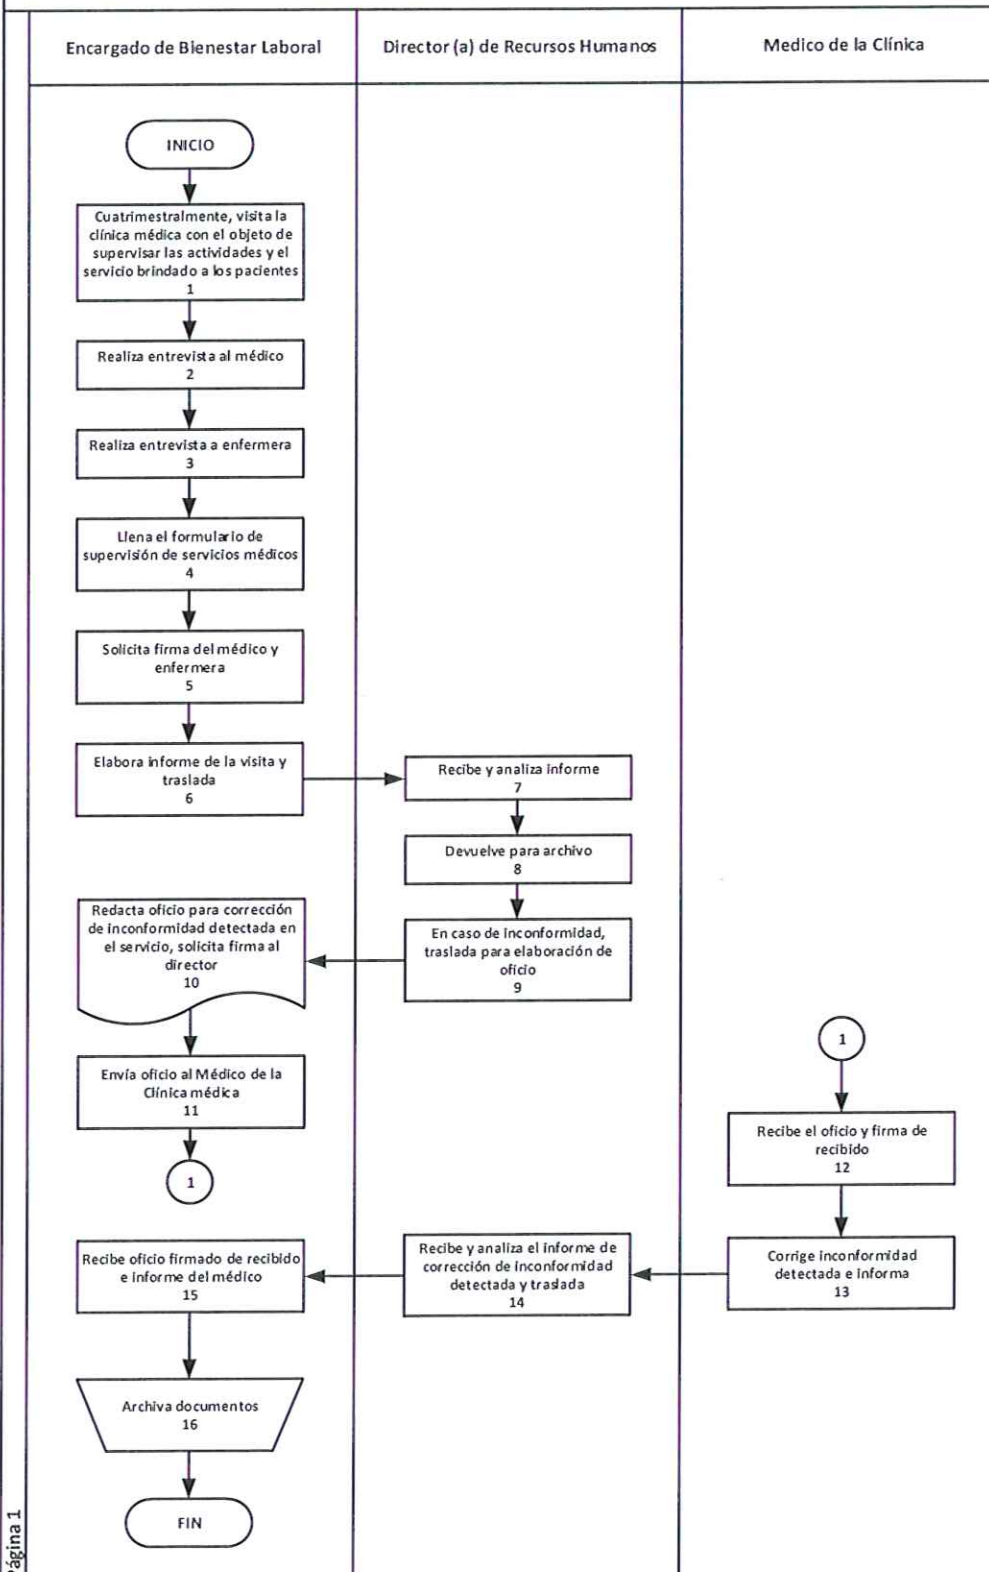 Encargado de Bienestar Laboral
Director (a) de Recursos Humanos
Medico de la Clínica
INICIO
Cuatrimestralmente, visita la
clínica médica con el objeto de
supervisar las actividades y el
servicio brindado a los pacientes
1
Realiza entrevista al médico
2
Realiza entrevista a enfermera
3
Llena el formulario de
supervisión de servicios médicos
4
Solicita firma del médico y
enfermera
5
Elabora informe de la visita y
traslada
6
Recibe y analiza informe
7
Devuelve para archivo
8
En caso de inconformidad,
traslada para elaboración de
oficio
9
Redacta oficio para corrección
de inconformidad detectada en
el servicio, solicita firma al
director
10
Envía oficio al Médico de la
Clínica médica
11
1
1
Recibe el oficio y firma de
recibido
12
Corrige inconformidad
detectada e informa
13
Recibe y analiza el informe de
corrección de inconformidad
detectada y traslada
14
Recibe oficio firmado de recibido
e informe del médico
15
Archiva documentos
16
FIN
Página 1